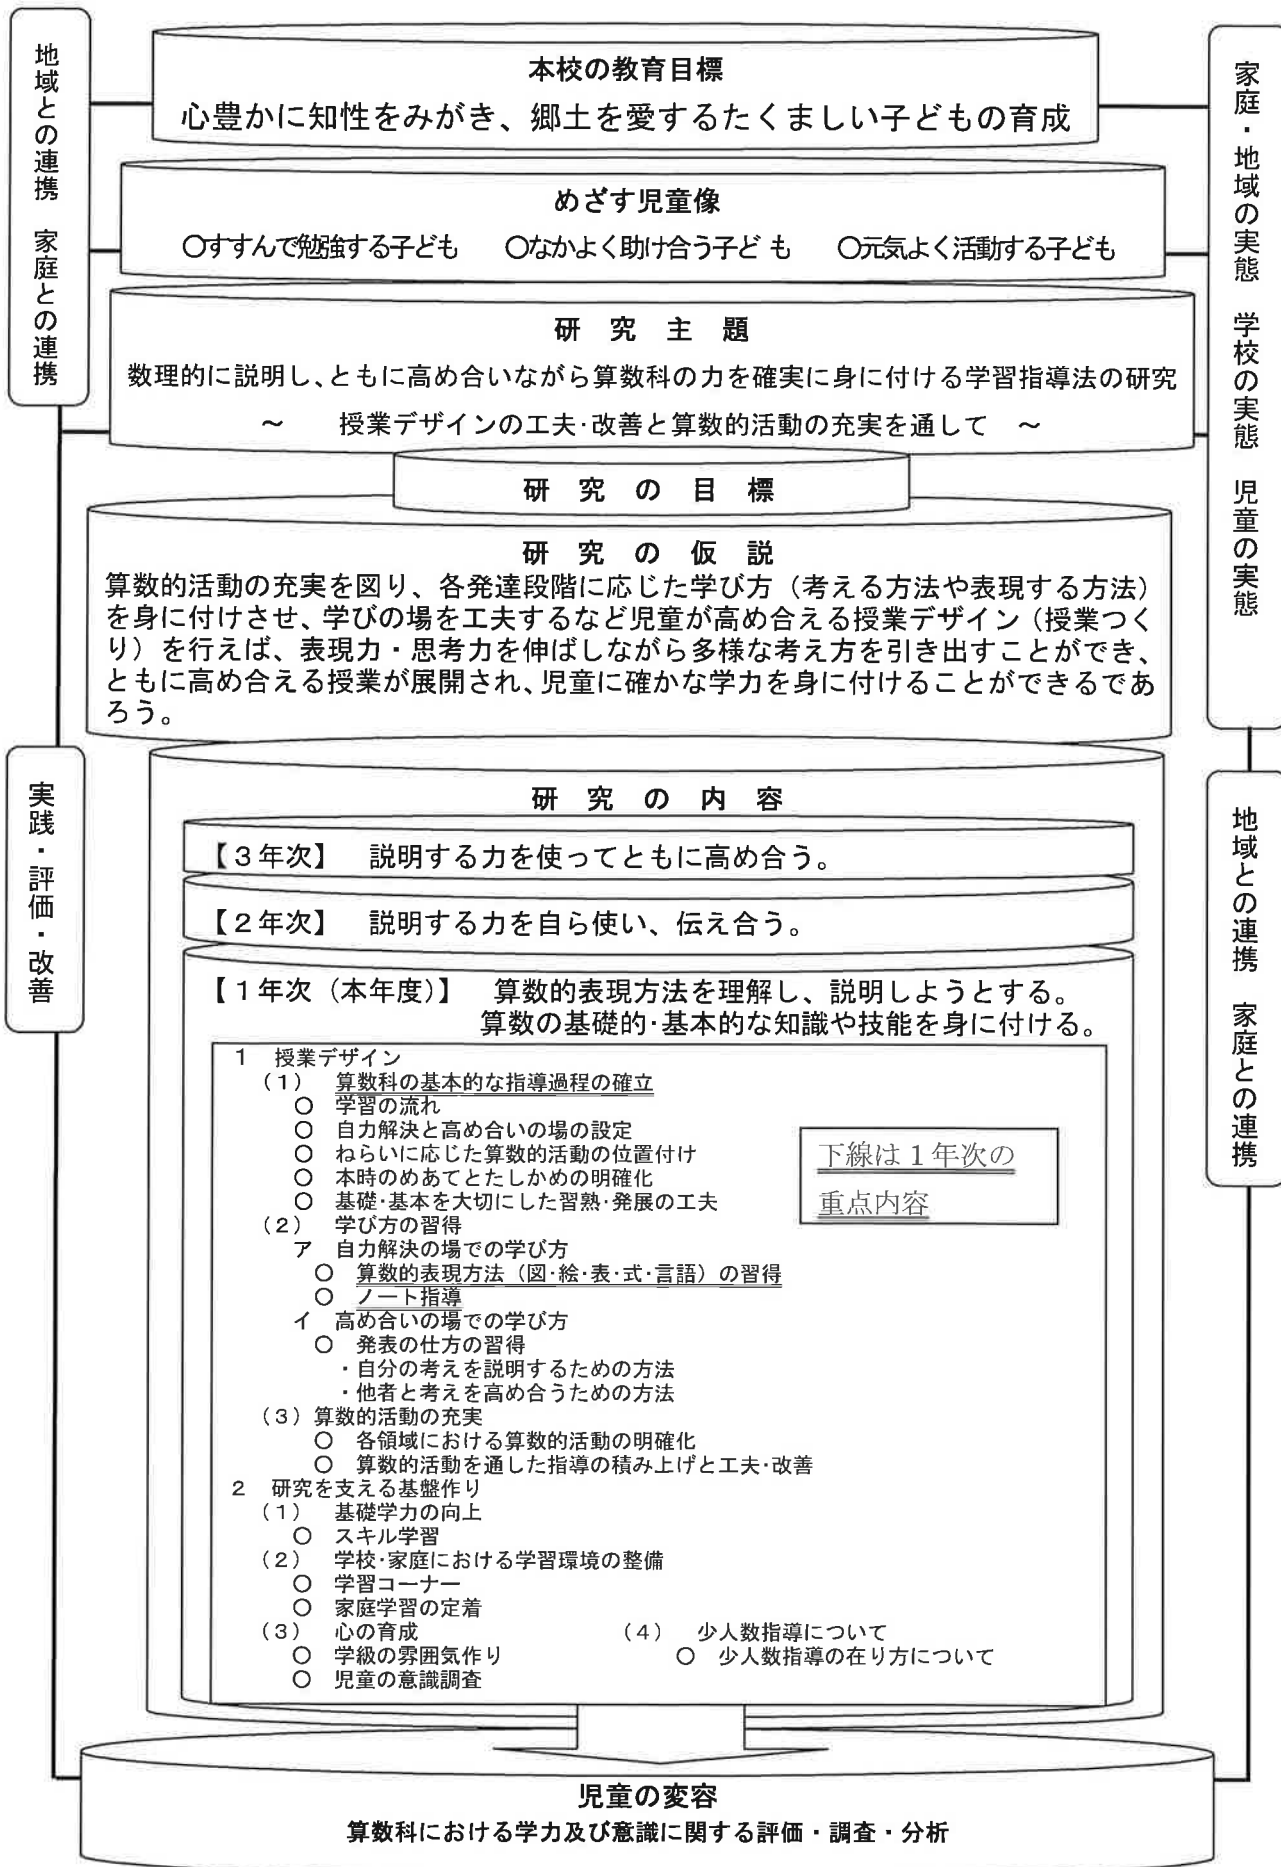 地域との連携　家庭との連携
本校の教育目標
心豊かに知性をみがき、郷土を愛するたくましい子どもの育成
家庭・地域の実態　学校の実態　児童の実態
めざす児童像
○すすんで勉強する子ども　○なかよく助け合う子ども　○元気よく活動する子ども
研究主題
数理的に説明し、ともに高め合いながら算数科の力を確実に身に付ける学習指導法の研究
～　授業デザインの工夫・改善と算数的活動の充実を通して　～
研究の目標
研究の仮説
算数的活動の充実を図り、各発達段階に応じた学び方（考える方法や表現する方法）
を身に付けさせ、学びの場を工夫するなど児童が高め合える授業デザイン（授業つく
り）を行えば、表現力・思考力を伸ばしながら多様な考え方を引き出すことができ、
ともに高め合える授業が展開され、児童に確かな学力を身に付けることができるであ
ろう。
実践・評価・改善
地域との連携　家庭との連携
研究の内容
【３年次】　説明する力を使ってともに高め合う。
【２年次】　説明する力を自ら使い、伝え合う。
【１年次（本年度）】　算数的表現方法を理解し、説明しようとする。
算数の基礎的・基本的な知識や技能を身に付ける。
１　授業デザイン
（１）　算数科の基本的な指導過程の確立
○　学習の流れ
○　自力解決と高め合いの場の設定
○　ねらいに応じた算数的活動の位置付け
○　本時のめあてとたしかめの明確化
○　基礎・基本を大切にした習熟・発展の工夫
下線は１年次の
重点内容
（２）　学び方の習得
ア　自力解決の場での学び方
○　算数的表現方法（図・絵・表・式・言語）の習得
○　ノート指導
イ　高め合いの場での学び方
○　発表の仕方の習得
・自分の考えを説明するための方法
・他者と考えを高め合うための方法
（３）算数的活動の充実
○　各領域における算数的活動の明確化
○　算数的活動を通した指導の積み上げと工夫・改善
２　研究を支える基盤作り
（１）　基礎学力の向上
○　スキル学習
（２）　学校・家庭における学習環境の整備
○　学習コーナー
○　家庭学習の定着
（３）　心の育成　（４）　少人数指導について
○　学級の雰囲気作り　○　少人数指導の在り方について
○　児童の意識調査
児童の変容
算数科における学力及び意識に関する評価・調査・分析